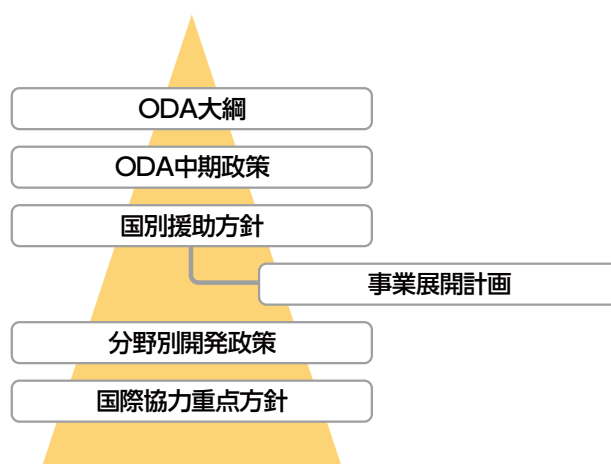 ODA大綱
ODA中期政策
国別援助方針
事業展開計画
分野別開発政策
国際協力重点方針